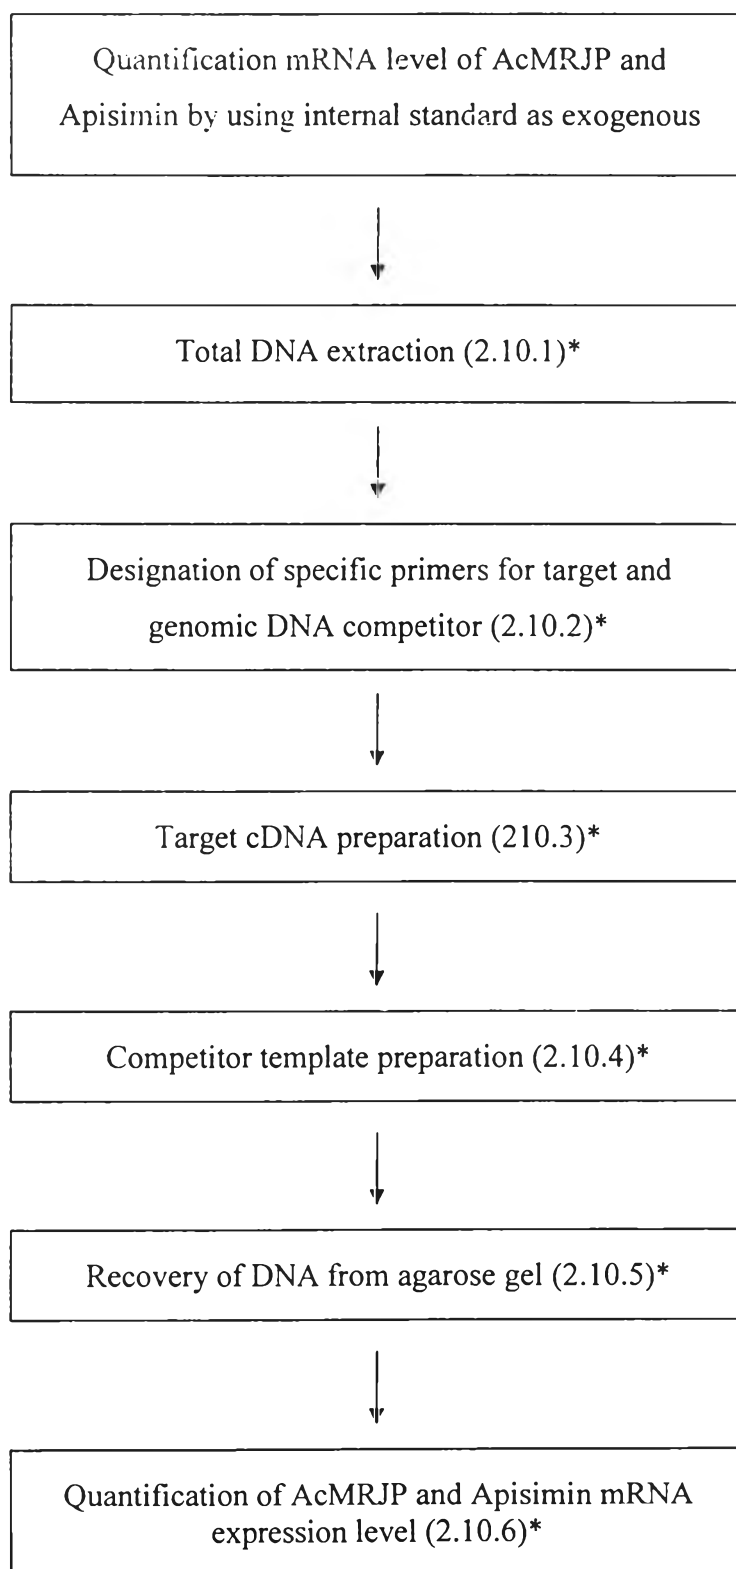 Quantification mRNA level of AcMRJP and
Apisimin by using internal standard as exogenous
Total DNA extraction (2.10.1)*
Designation of specific primers for target and
genomic DNA competitor (2.10.2)*
Target cDNA preparation (210.3)*
Competitor template preparation (2.10.4)*
Recovery of DNA from agarose gel (2.10.5)*
Quantification of AcMRJP and Apisimin mRNA
expression level (2.10.6)*